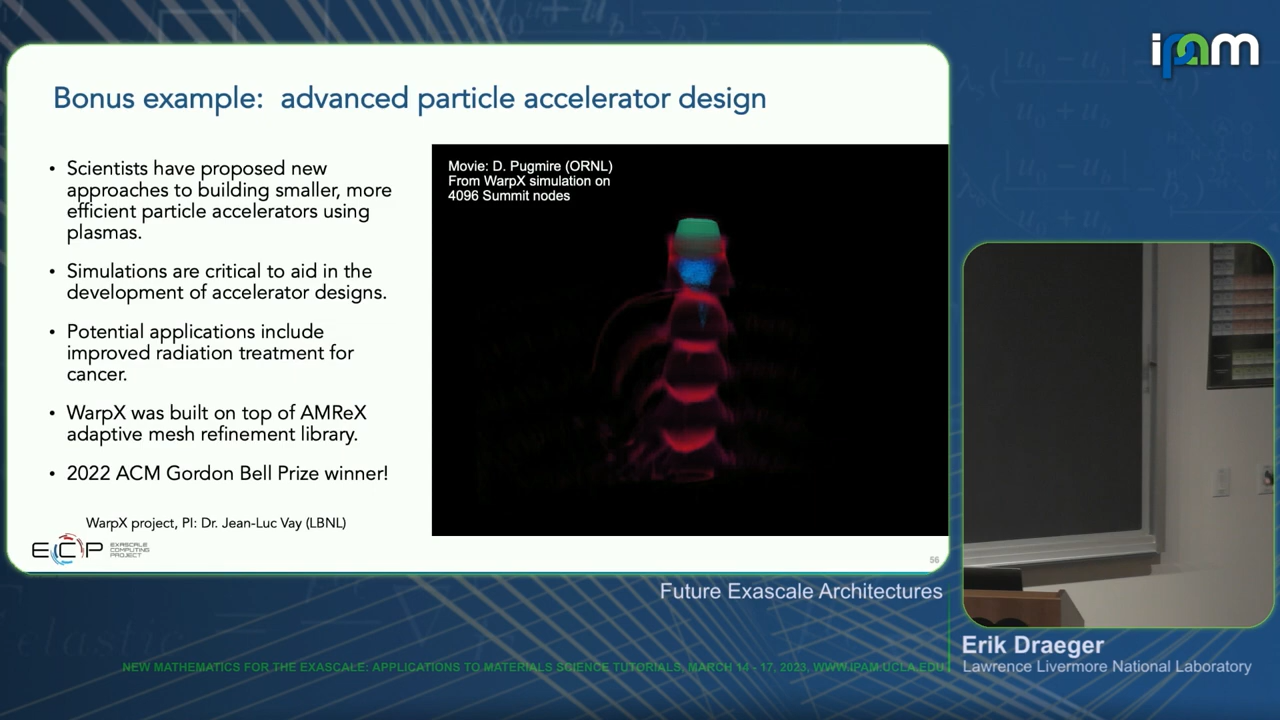 ipam
Bonus example: advanced particle accelerator design
• Scientists have proposed new
approaches to building smaller, more
efficient particle accelerators using
plasmas.
• Simulations are critical to aid in the
development of accelerator designs.
• Potential applications include
improved radiation treatment for
cancer.
• WarpX was built on top of AMReX
adaptive mesh refinement library.
• 2022 ACM Gordon Bell Prize winner!
WarpX project, PI: Dr. Jean-Luc Vay (LBNL)
Movie: D. Pugmire (ORNL)
From WarpX simulation on
4096 Summit nodes
ECP EXASCALE
COMPUTING
PROJECT
56
Future Exascale Architectures
Erik Draeger
Lawrence Livermore National Laboratory
NEW MATHEMATICS FOR THE EXASCALE: APPLICATIONS TO MATERIALS SCIENCE TUTORIALS, MARCH 14 - 17, 2023, WWW.IPAM.UCLA.EDU
elastic